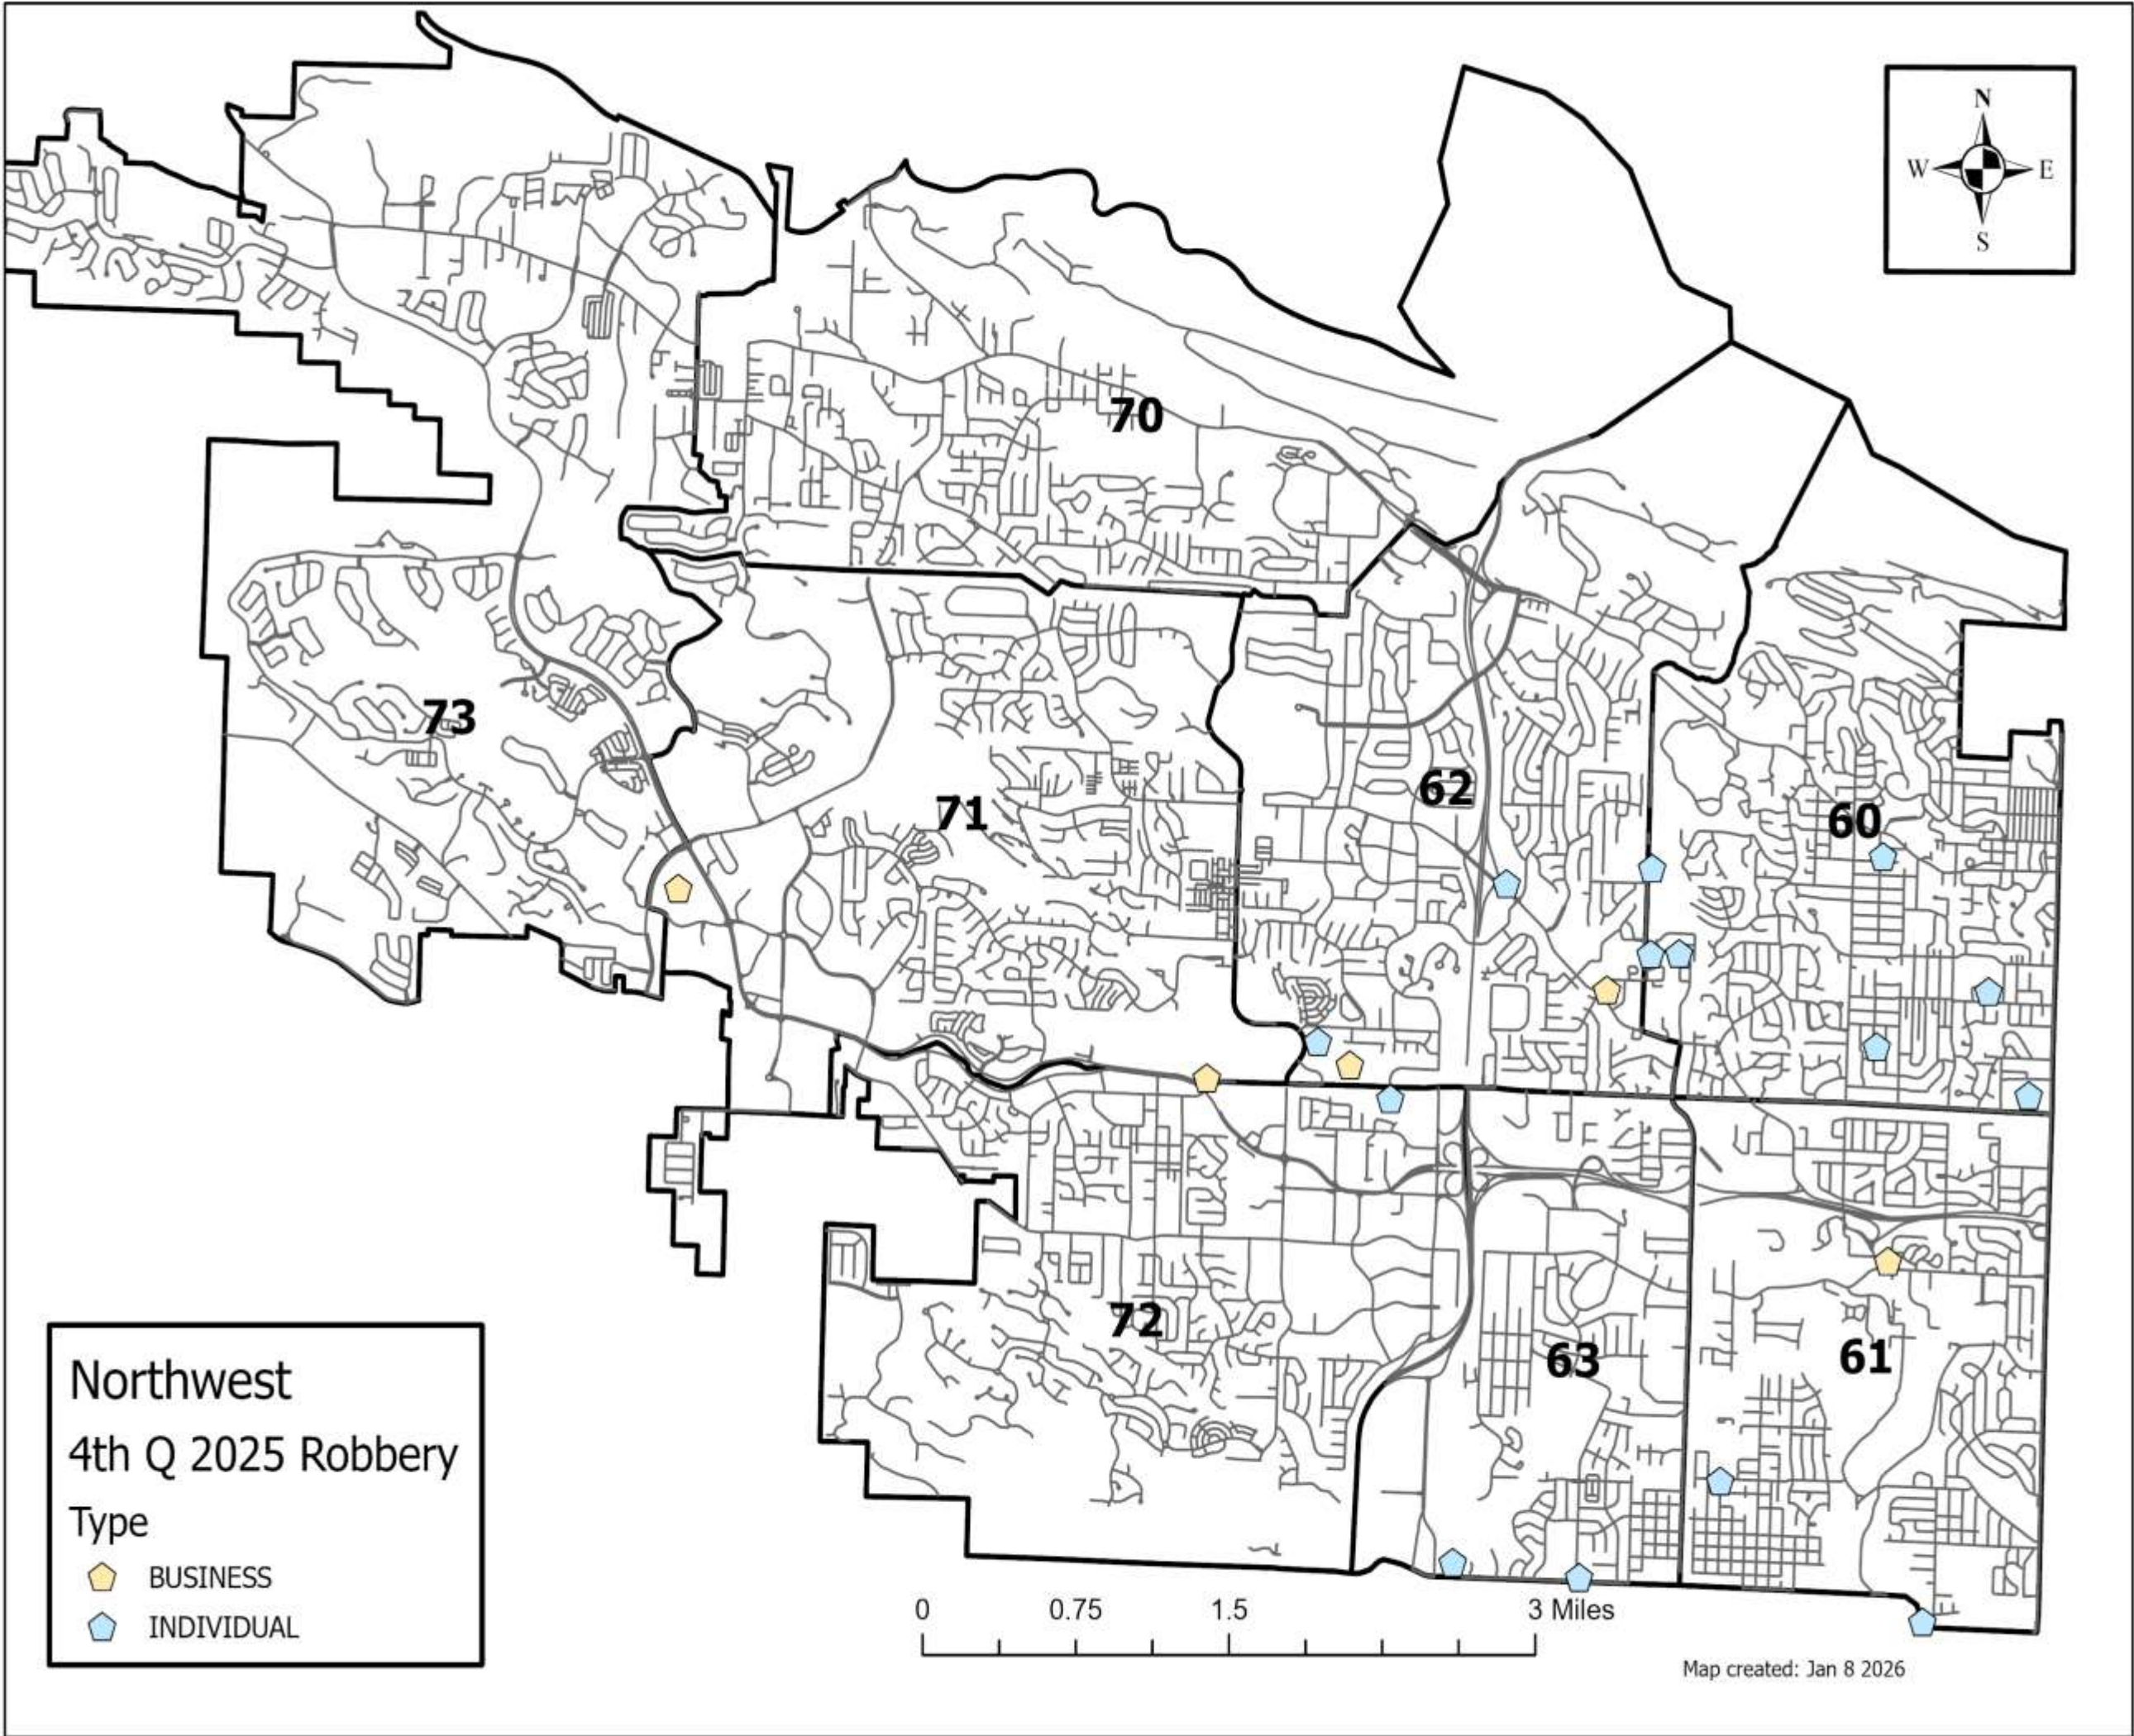 N
W E
S
70
73
62
71
60
72
63
61
Northwest
4th Q 2025 Robbery
Type
BUSINESS
INDIVIDUAL
0 0.75 1.5 3 Miles
Map created: Jan 8 2026